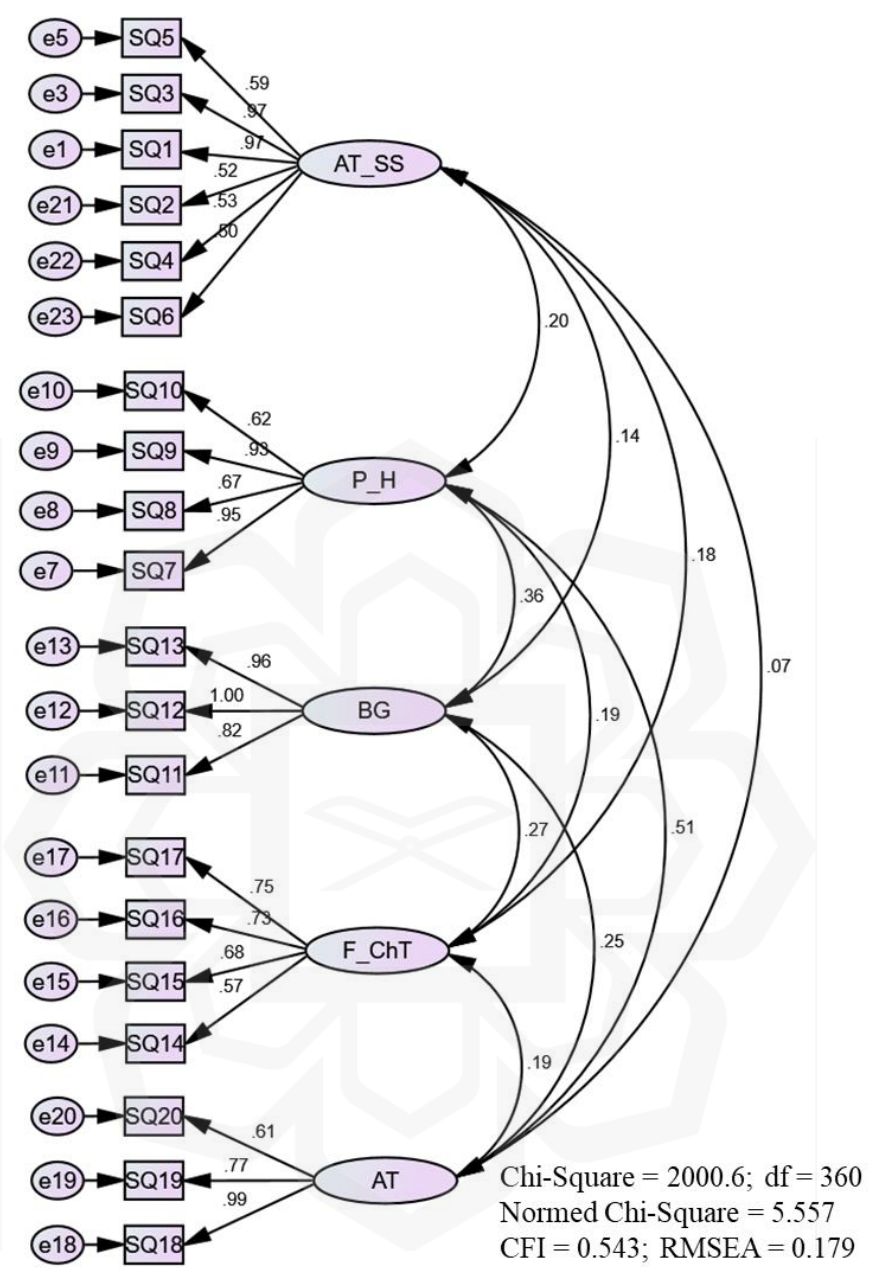 e5 SQ5
.59
e3 SQ3
.97
e1 SQ1 .97 AT_SS
.52
e21 SQ2 .53
.50
e22 SQ4
e23 SQ6
.20
e10 SQ10
.62
.14
e9 SQ9 .93
P_H
.67
e8 SQ8 .95
.18
e7 SQ7
.36
e13 SQ13
.96
.07
1.00
e12 SQ12 BG
.19
.82
e11 SQ11
.27
.51
e17 SQ17
.75
e16 SQ16 .73
.25
.68 F_ChT
e15 SQ15 .57
e14 SQ14
.19
e20 SQ20
.61
.77
e19 SQ19 AT
.99
e18 SQ18
Chi-Square = 2000.6; df = 360
Normed Chi-Square = 5.557
CFI = 0.543; RMSEA = 0.179